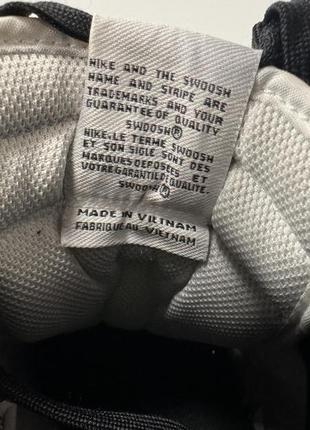 NIKE AND THE SWOOSH
NAME AND STRIPE ARE
TRADEMARKS AND YOUR
GUARANTEE OF QUALITY
SWOOSH®
NIKE·LE TERME SWOOSH
ET SON SIGLE SONT DES
MARQUES DEPOSÉES ET
VOTRE GARANTIE DE QUALITE.
SWOOSH®
MADE IN VIETNAM
FABRIQUE AU VIETNAM